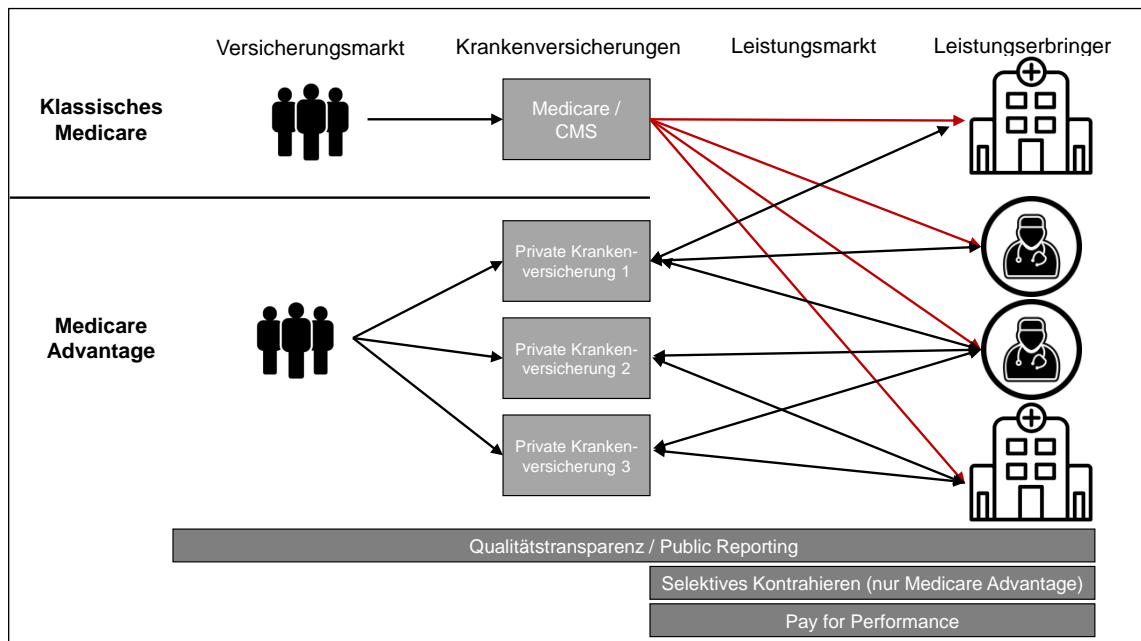 Versicherungsmarkt
Krankenversicherungen
Leistungsmarkt
Leistungserbringer
Klassisches
Medicare
Medicare /
CMS
Private Kranken-
versicherung 1
Medicare
Advantage
Private Kranken-
versicherung 2
Private Kranken-
versicherung 3
Qualitätstransparenz / Public Reporting
Selektives Kontrahieren (nur Medicare Advantage)
Pay for Performance